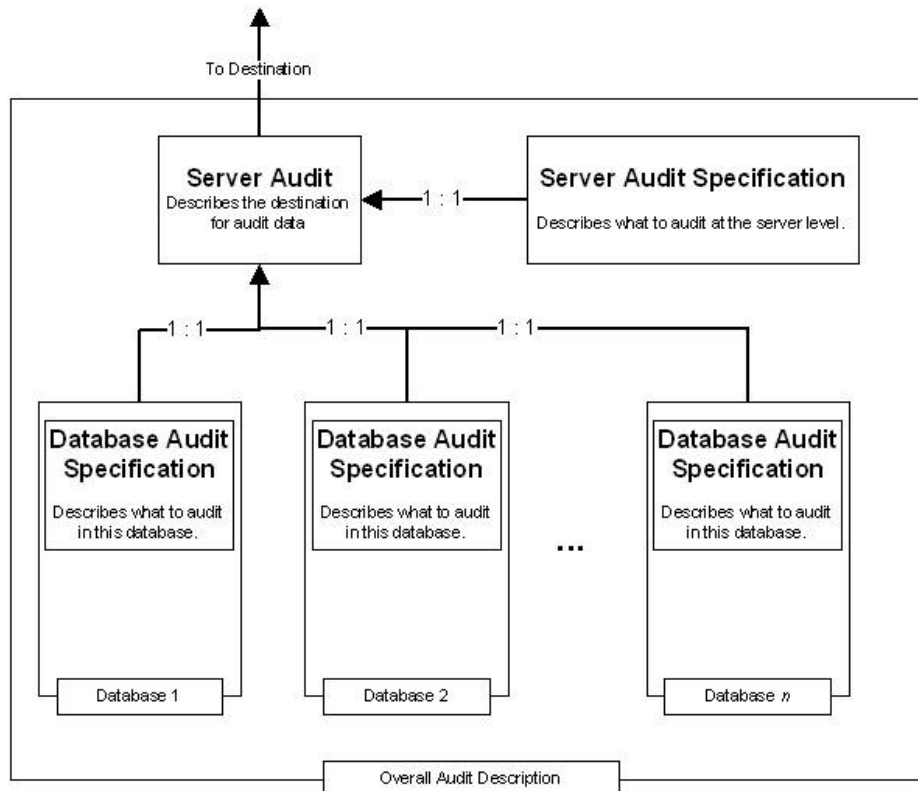 To Destination
Server Audit
Describes the destination
for audit data
1 : 1
Server Audit Specification
Describes what to audit at the server level.
1 : 1
1 : 1
1 : 1
Database Audit
Specification
Describes what to audit
in this database.
Database 1
Database Audit
Specification
Describes what to audit
in this database.
Database 2
...
Database Audit
Specification
Describes what to audit
in this database.
Database n
Overall Audit Description